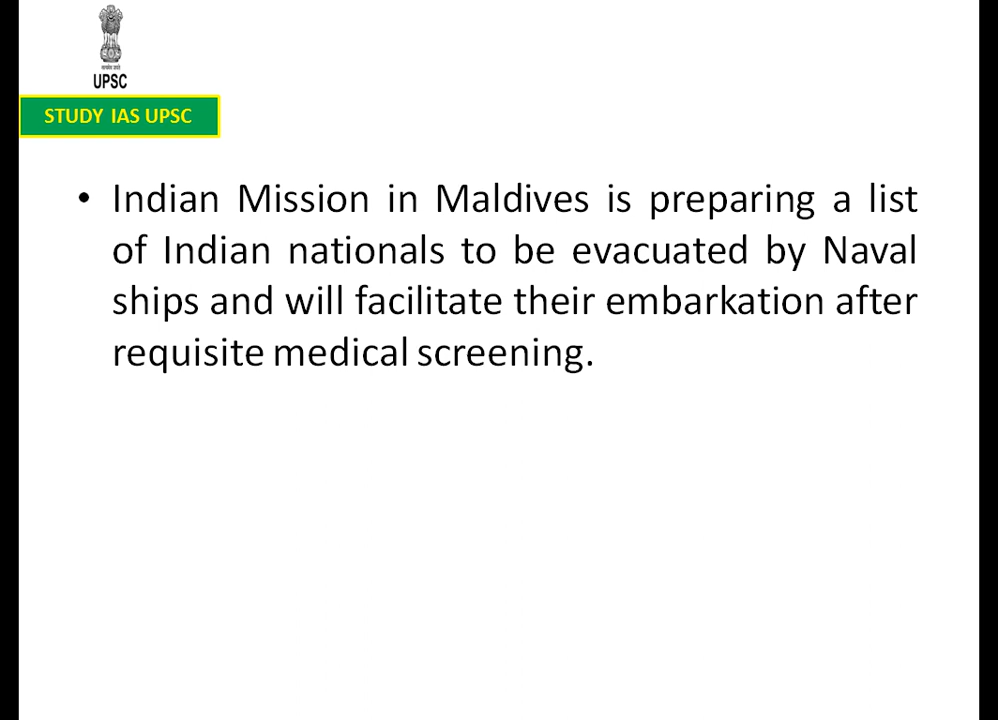 UPSC
STUDY IAS UPSC
• Indian Mission in Maldives is preparing a list
of Indian nationals to be evacuated by Naval
ships and will facilitate their embarkation after
requisite medical screening.